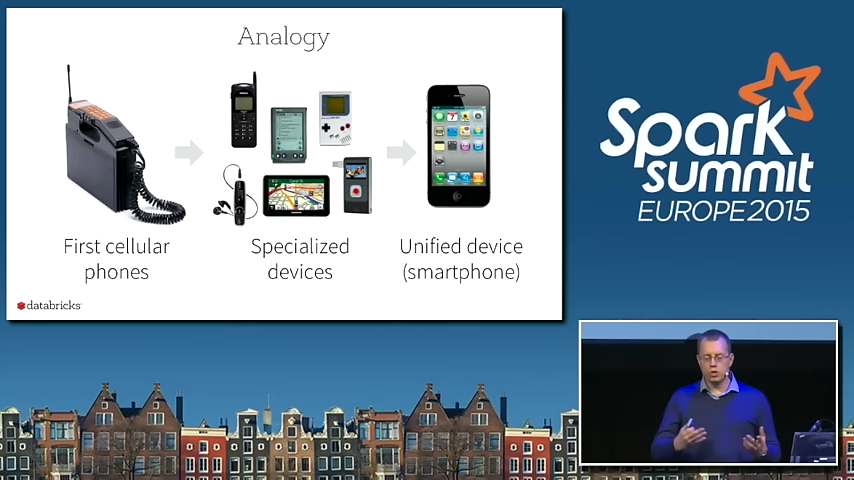 Analogy
First cellular
phones
Specialized
devices
Unified device
(smartphone)
databricks
Spark
summit
EUROPE 2015